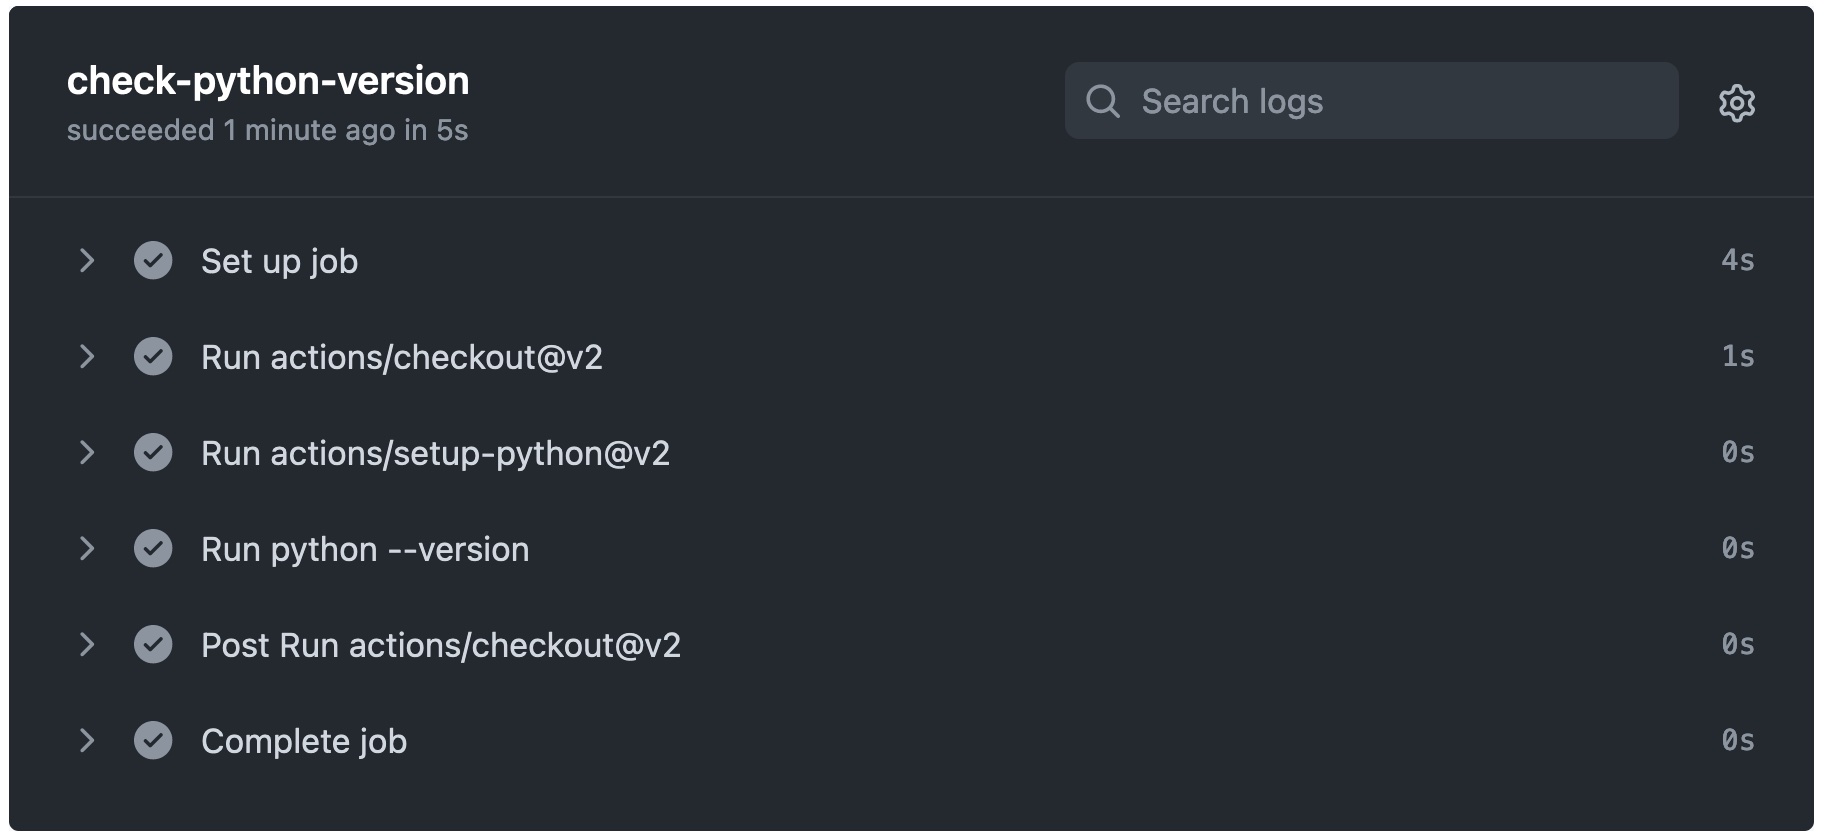 check-python-version
succeeded 1 minute ago in 5s
Search logs
Set up job 4s
Run actions/checkout@v2 1s
Run actions/setup-python@v2 0s
Run python --version 0s
Post Run actions/checkout@v2 0s
Complete job 0s